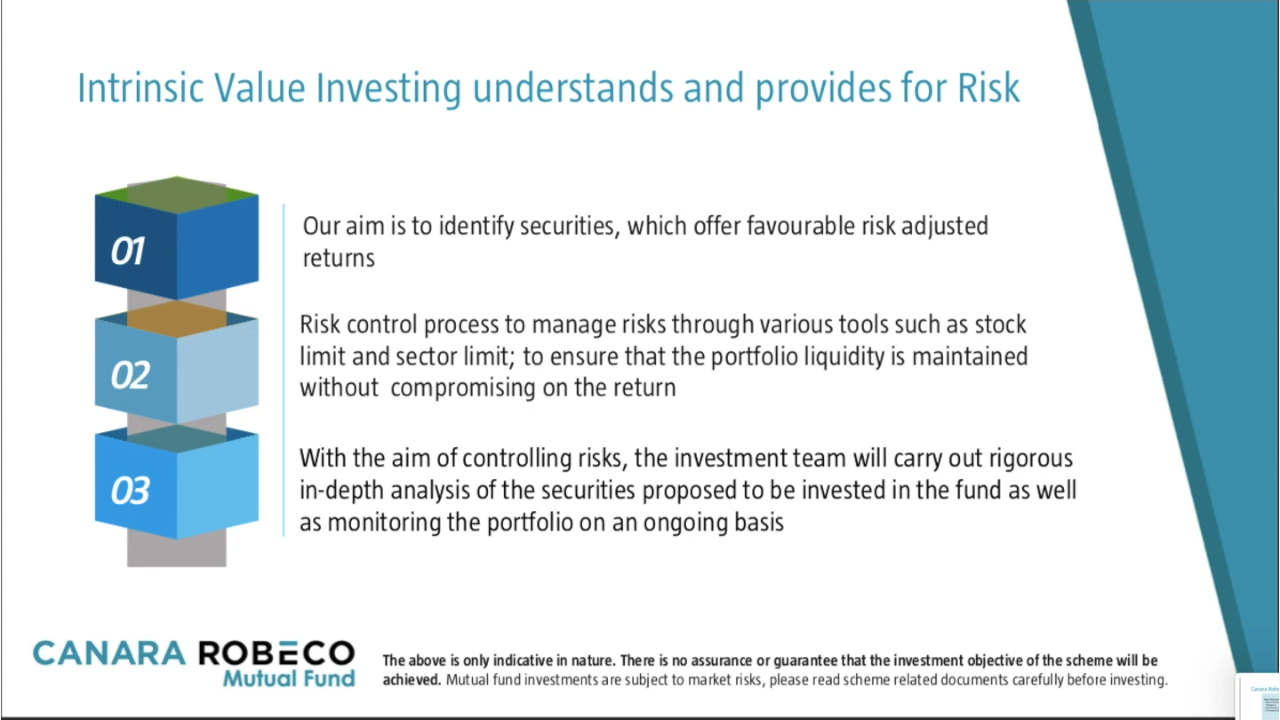 Intrinsic Value Investing understands and provides for Risk
01
Our aim is to identify securities, which offer favourable risk adjusted
returns
02
Risk control process to manage risks through various tools such as stock
limit and sector limit; to ensure that the portfolio liquidity is maintained
without  compromising on the return
03
With the aim of controlling risks, the investment team will carry out rigorous
in-depth analysis of the securities proposed to be invested in the fund as well
as monitoring the portfolio on an ongoing basis
CANARA ROBECO
Mutual Fund
The above is only indicative in nature. There is no assurance or guarantee that the investment objective of the scheme will be
achieved. Mutual fund investments are subject to market risks, please read scheme related documents carefully before investing.